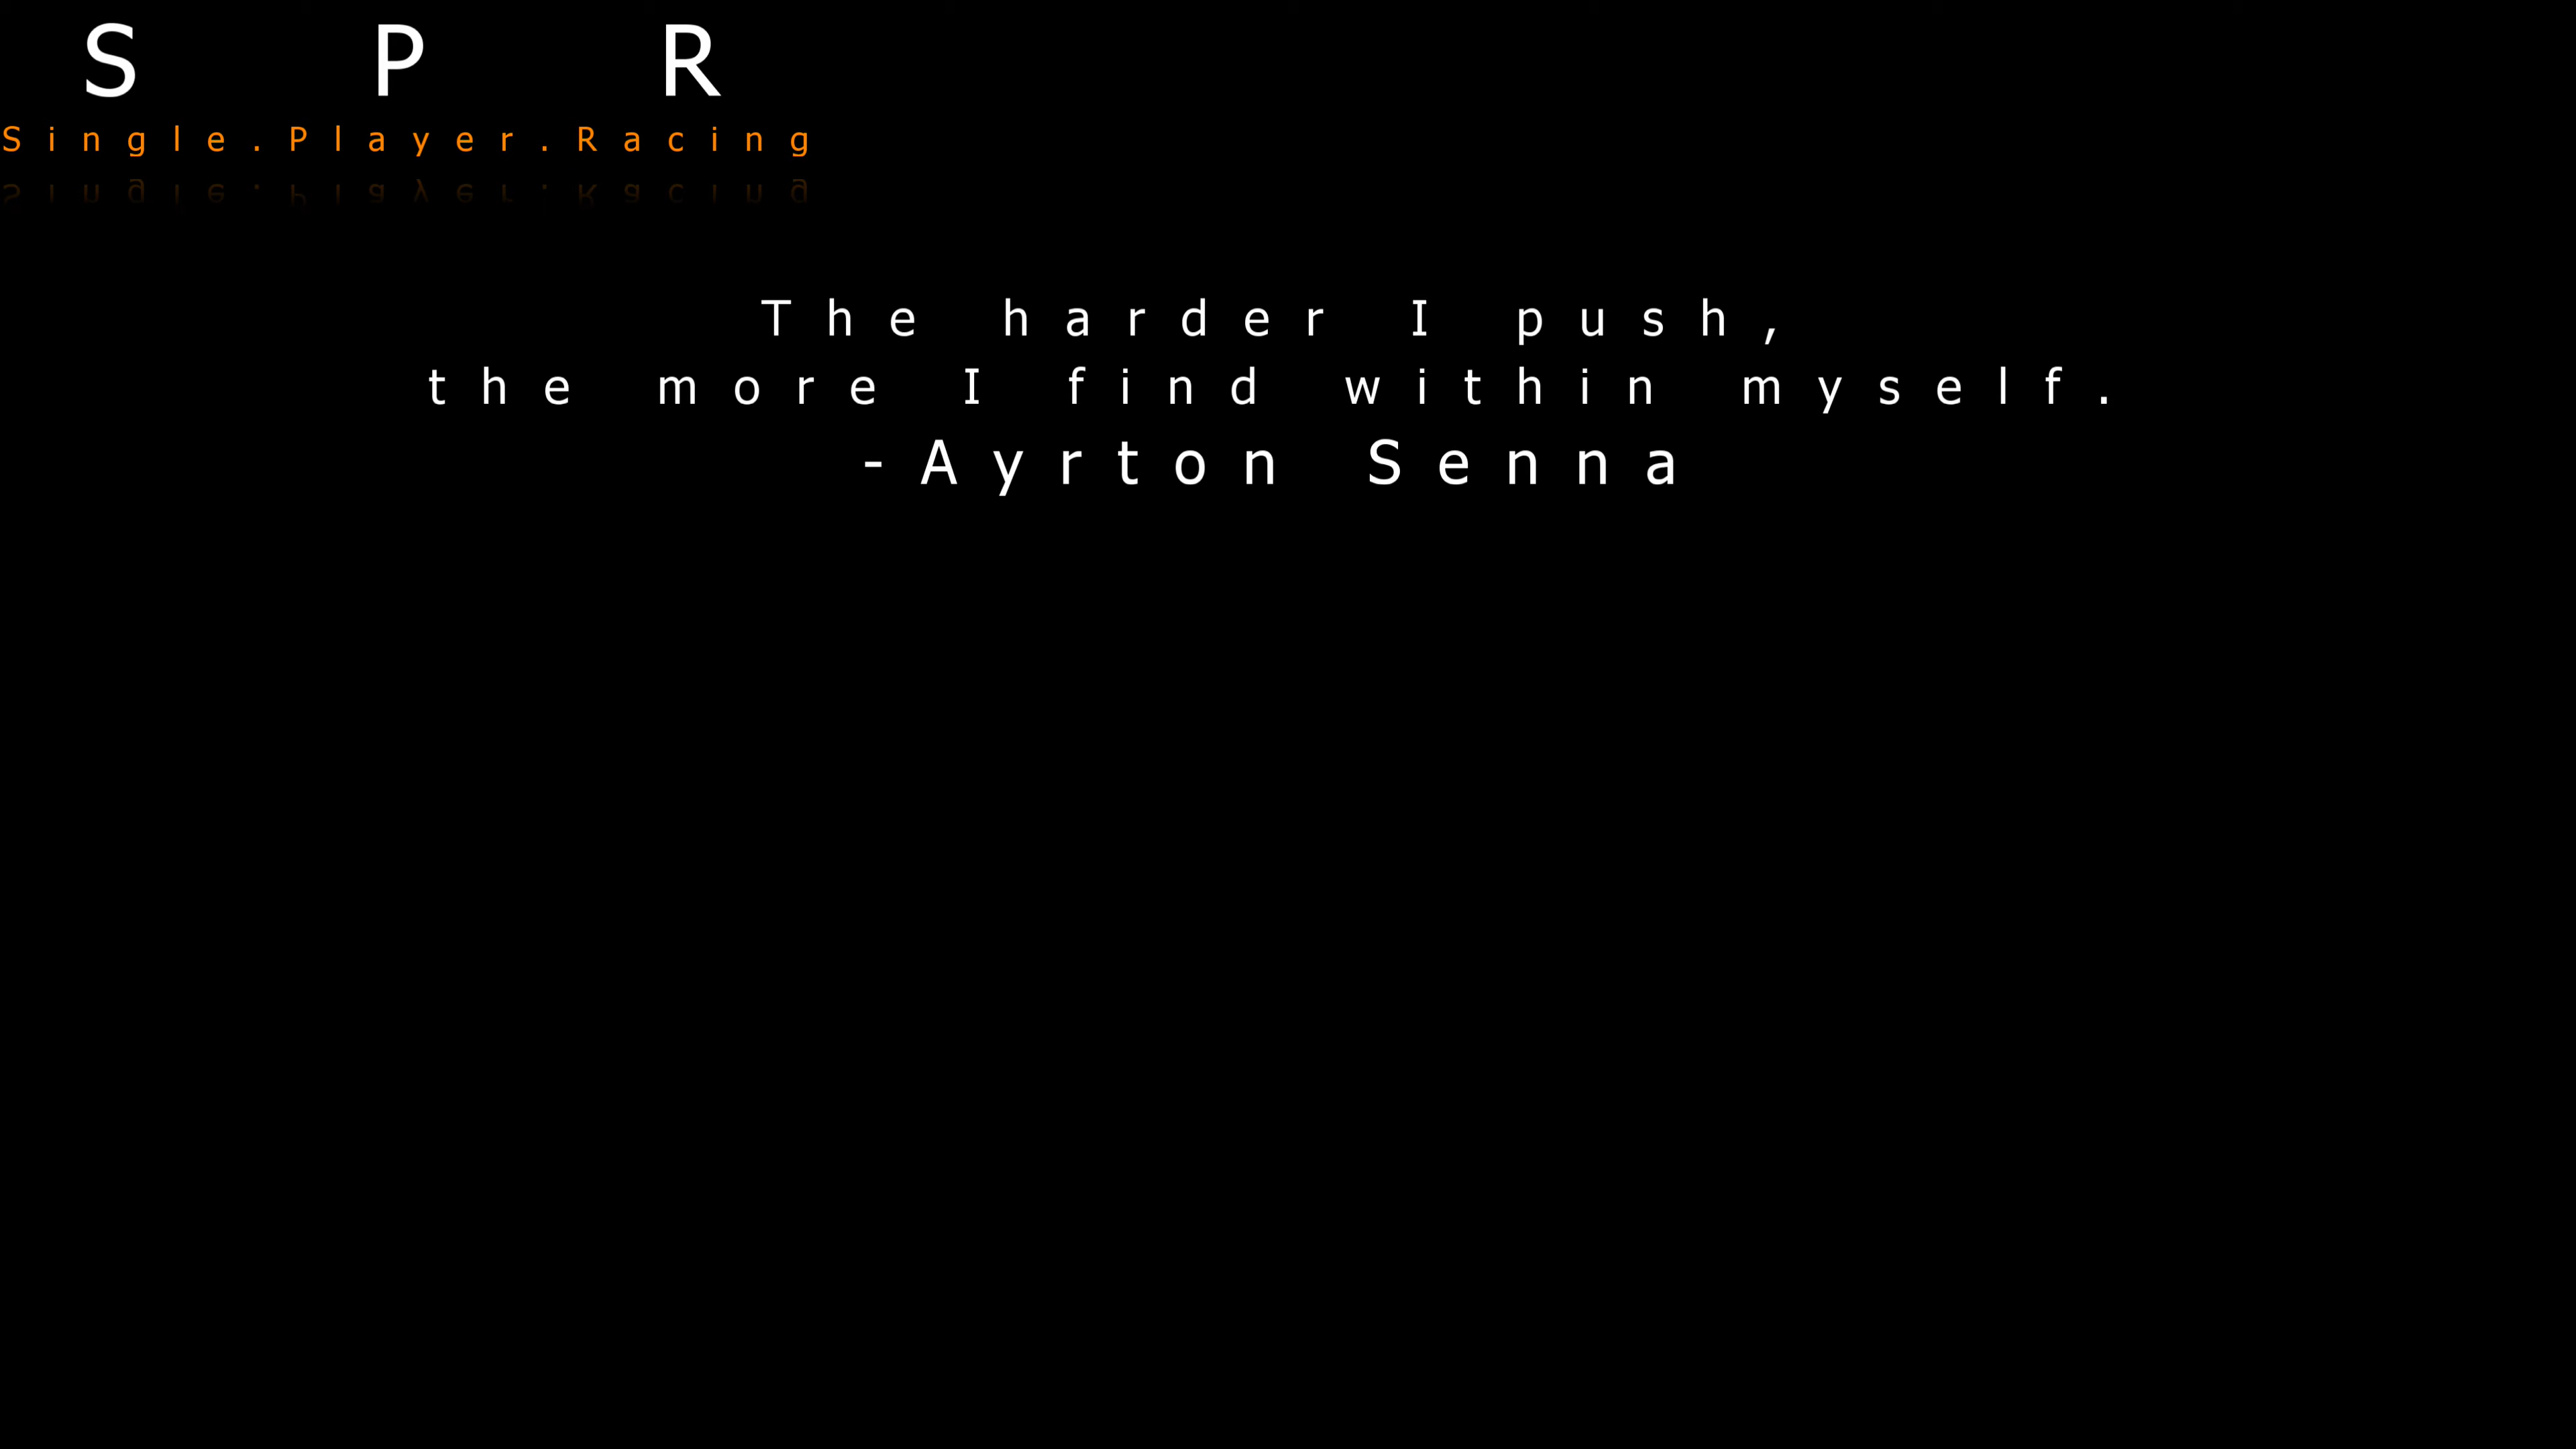 S P R
Single.Player.Racing
The harder I push,
the more I find within myself.
-Ayrton Senna